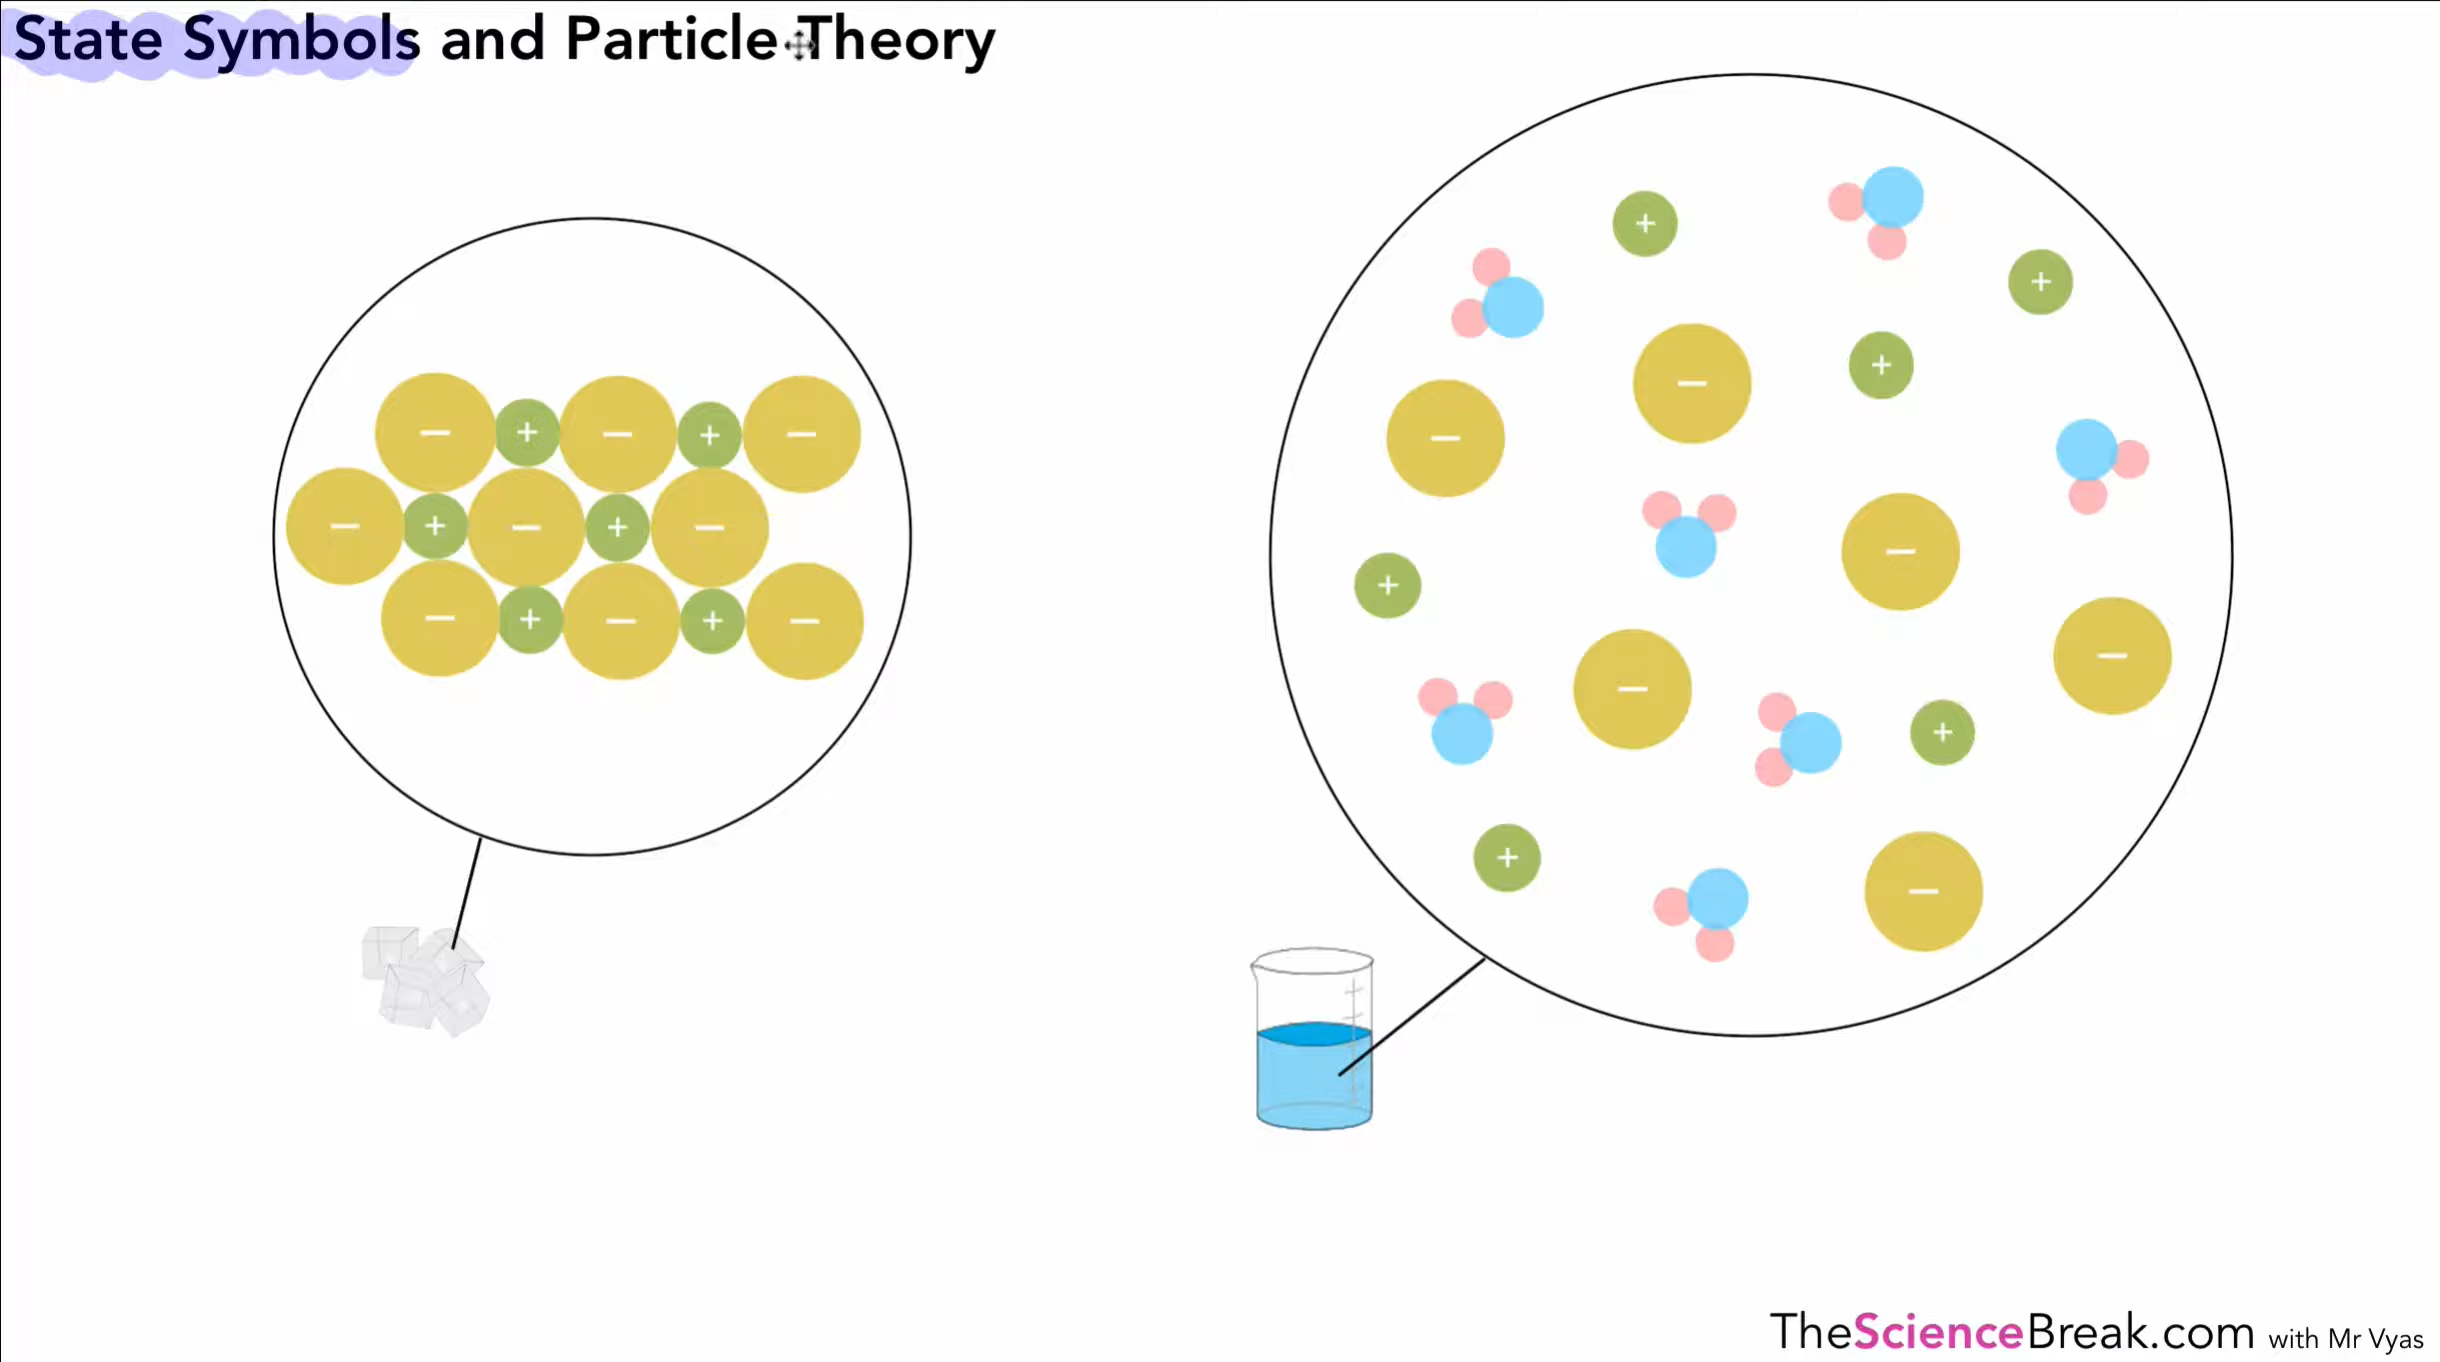 State Symbols and Particle Theory
− + − + −
− + − + −
− + − + −
+
+
−
+
−
−
+
−
−
+
+
−
TheScienceBreak.com with Mr Vyas